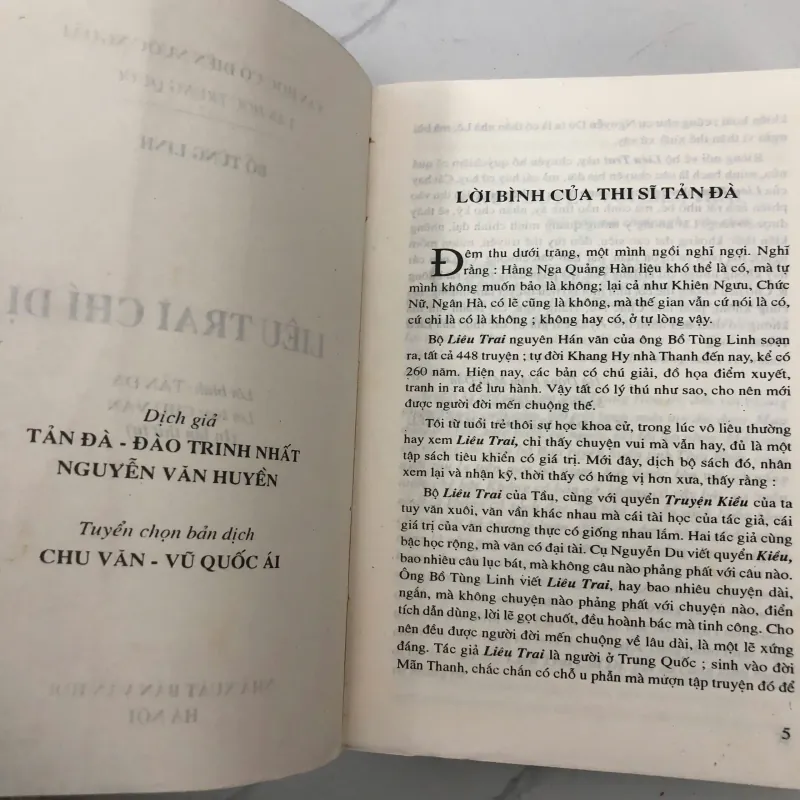 Dịch giả
TẢN ĐÀ - ĐÀO TRINH NHẤT
NGUYỄN VĂN HUYỀN
Tuyển chọn bản dịch
CHU VĂN - VŨ QUỐC ÁI
LỜI BÌNH CỦA THI SĨ TẢN ĐÀ
Đêm thu dưới trăng, một mình ngồi nghĩ ngợi. Nghĩ
rằng : Hằng Nga Quảng Hàn liệu khó thể là có, mà tự
mình không muốn bảo là không; lại cả như Khiên Ngưu, Chức
Nữ, Ngân Hà, có lẽ cũng là không, mà thế gian vẫn cứ nói là có,
cứ chi là có là không ; không hay có, ở tự lòng vậy.
Bộ Liêu Trai nguyên Hán văn của ông Bồ Tùng Linh soạn
ra, tất cả 448 truyện ; tự đời Khang Hy nhà Thanh đến nay, kể có
260 năm. Hiện nay, các bản có chú giải, đồ họa điểm xuyết,
tranh in ra để lưu hành. Vậy tất có lý thú như sao, cho nên mới
được người đời mến chuộng thế.
Tôi từ tuổi trẻ thôi sự học khoa cử, trong lúc vô liêu thường
hay xem Liêu Trai, chỉ thấy chuyện vui mà văn hay, đủ là một
tập sách tiêu khiển có giá trị. Mới đây, dịch bộ sách đó, nhân
xem lại và nhận kỹ, thời thấy có hứng vị hơn xưa, thấy rằng :
Bộ Liêu Trai của Tầu, cùng với quyển Truyện Kiều của ta
tuy văn xuôi, văn vần khác nhau mà cái tài học của tác giả, cái
giá trị của văn chương thực có giống nhau lắm. Hai tác giả cùng
bậc học rộng, mà văn có đại tài. Cụ Nguyễn Du viết quyển Kiều,
bao nhiêu câu lục bát, mà không câu nào phảng phất với câu nào.
Ông Bồ Tùng Linh viết Liêu Trai, hay bao nhiêu chuyện dài,
ngắn, mà không chuyện nào phảng phất với chuyện nào, điển
tích dẫn dùng, lời lẽ gọt chuốt, đều hoành bác mà tinh công. Cho
nên đều được người đời mến chuộng về lâu dài, là một lẽ xứng
đáng. Tác giả Liêu Trai là người ở Trung Quốc ; sinh vào đời
Mãn Thanh, chắc chắn có chỗ u phẫn mà mượn tập truyện đó để
5